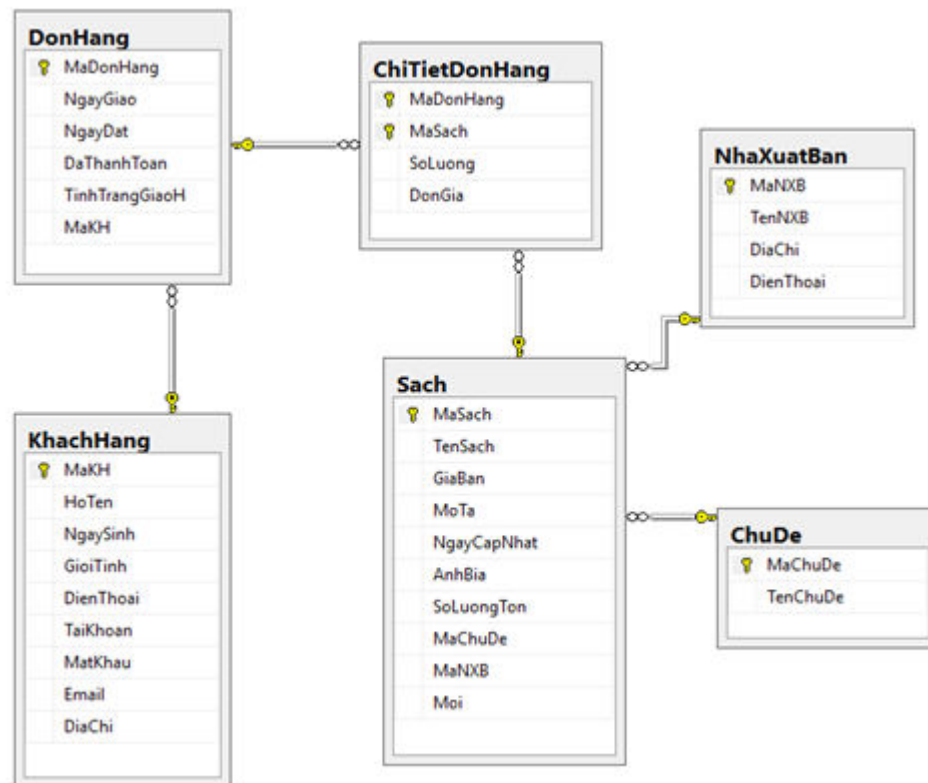 DonHang
MaDonHang
NgayGiao
NgayDat
DaThanhToan
TinhTrangGiaoH
MaKH
ChiTietDonHang
MaDonHang
MaSach
SoLuong
DonGia
NhaXuatBan
MaNXB
TenNXB
DiaChi
DienThoai
KhachHang
MaKH
HoTen
NgaySinh
GioiTinh
DienThoai
TaiKhoan
MatKhau
Email
DiaChi
Sach
MaSach
TenSach
GiaBan
MoTa
NgayCapNhat
AnhBia
SoLuongTon
MaChuDe
MaNXB
Moi
ChuDe
MaChuDe
TenChuDe